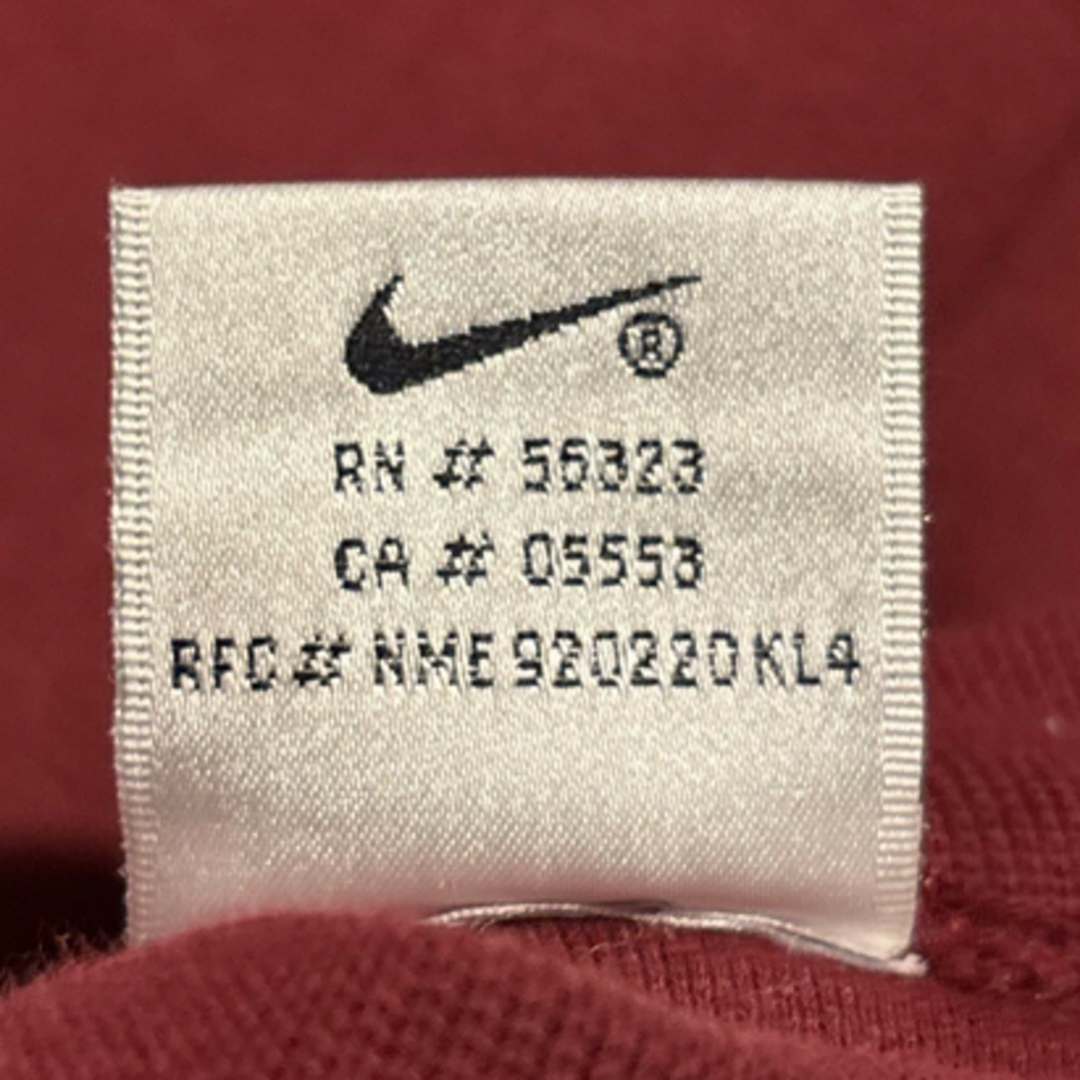 ®
RN # 56323
CA # 05553
RFC # NME 920220 KL4